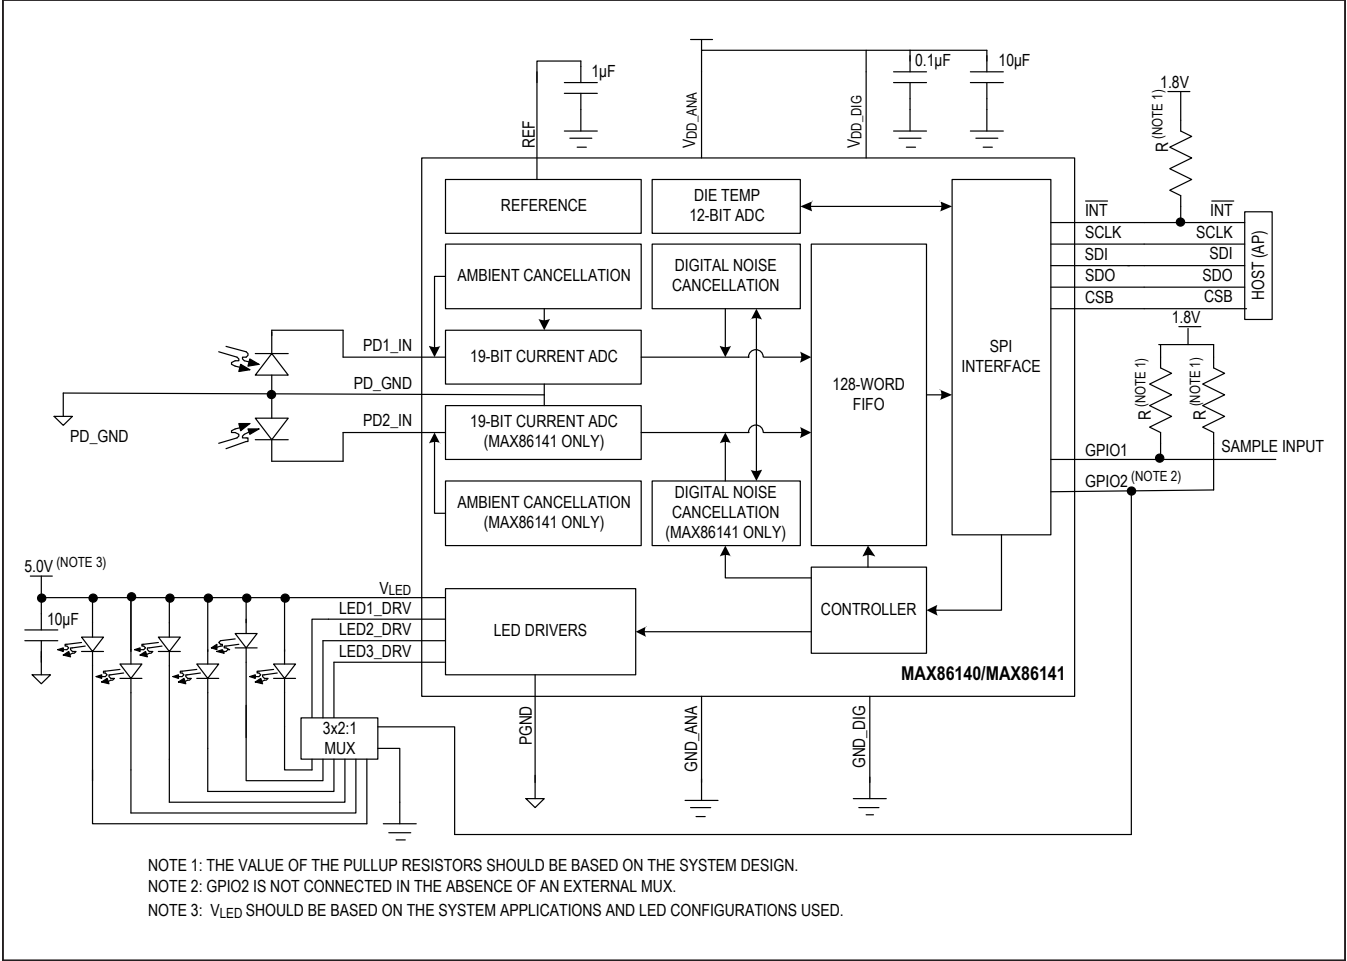 1µF
0.1µF
10µF
REF
VDD_ANA
VDD_DIG
1.8V
R (NOTE 1)
REFERENCE
DIE TEMP
12-BIT ADC
INT
INT
SCLK
SCLK
SDI
SDI
SDO
SDO
CSB
CSB
HOST (AP)
AMBIENT CANCELLATION
DIGITAL NOISE
CANCELLATION
1.8V
PD1_IN
19-BIT CURRENT ADC
SPI
INTERFACE
PD_GND
128-WORD
FIFO
R (NOTE 1)
R (NOTE 1)
PD2_IN
19-BIT CURRENT ADC
(MAX86141 ONLY)
PD_GND
GPIO1
SAMPLE INPUT
GPIO2 (NOTE 2)
AMBIENT CANCELLATION
(MAX86141 ONLY)
DIGITAL NOISE
CANCELLATION
(MAX86141 ONLY)
5.0V (NOTE 3)
10µF
VLED
LED1_DRV
LED2_DRV
LED3_DRV
LED DRIVERS
CONTROLLER
MAX86140/MAX86141
3x2:1
MUX
PGND
GND_ANA
GND_DIG
NOTE 1: THE VALUE OF THE PULLUP RESISTORS SHOULD BE BASED ON THE SYSTEM DESIGN.
NOTE 2: GPIO2 IS NOT CONNECTED IN THE ABSENCE OF AN EXTERNAL MUX.
NOTE 3: VLED SHOULD BE BASED ON THE SYSTEM APPLICATIONS AND LED CONFIGURATIONS USED.